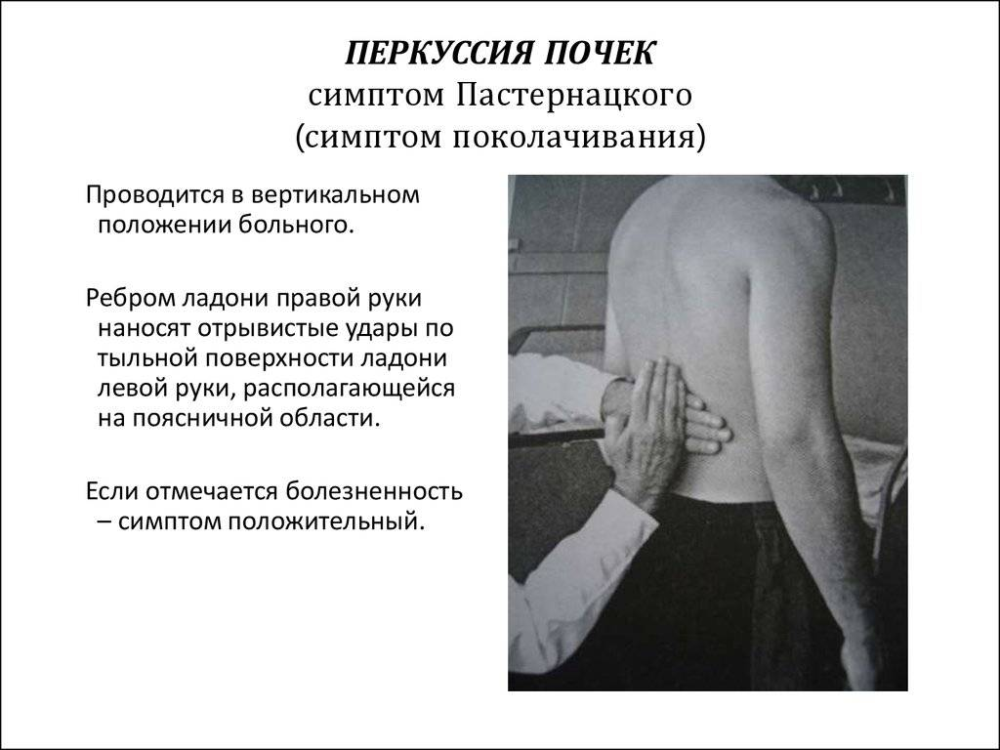 ПЕРКУССИЯ ПОЧЕК
симптом Пастернацкого
(симптом поколачивания)
Проводится в вертикальном
положении больного.
Ребром ладони правой руки
наносят отрывистые удары по
тыльной поверхности ладони
левой руки, располагающейся
на поясничной области.
Если отмечается болезненность
– симптом положительный.